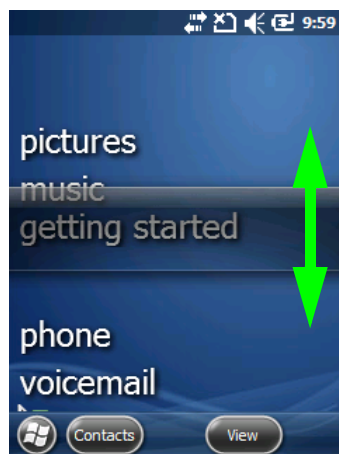 9:59
pictures
music
getting started
phone
voicemail
Contacts
View